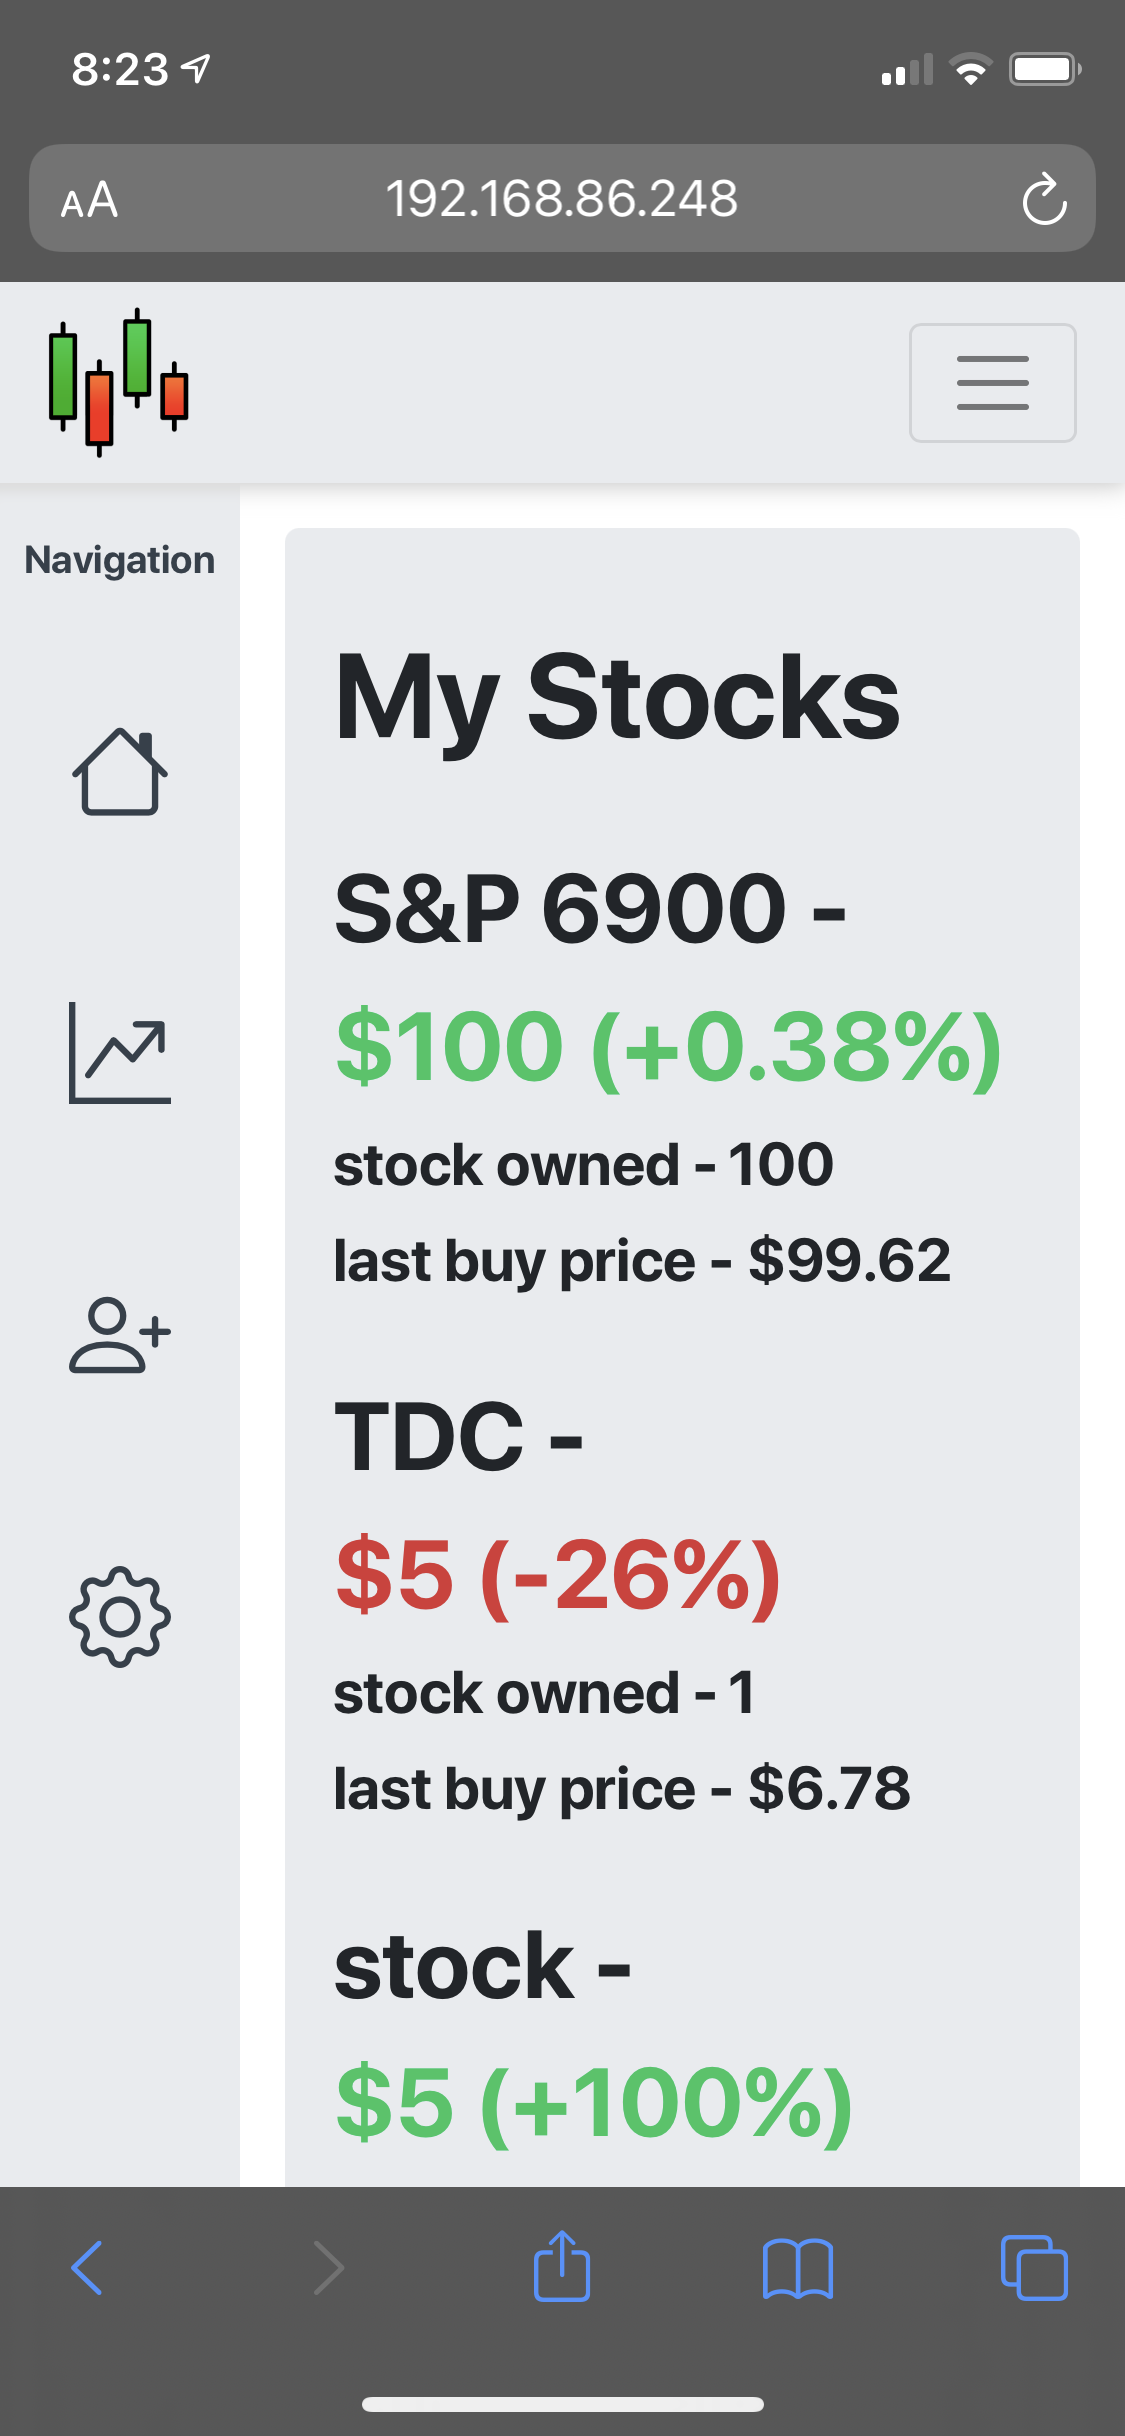 8:23
AA
192.168.86.248
Navigation
My Stocks
S&P 6900 -
$100 (+0.38%)
stock owned - 100
last buy price - $99.62
TDC -
$5 (-26%)
stock owned - 1
last buy price - $6.78
stock -
$5 (+100%)